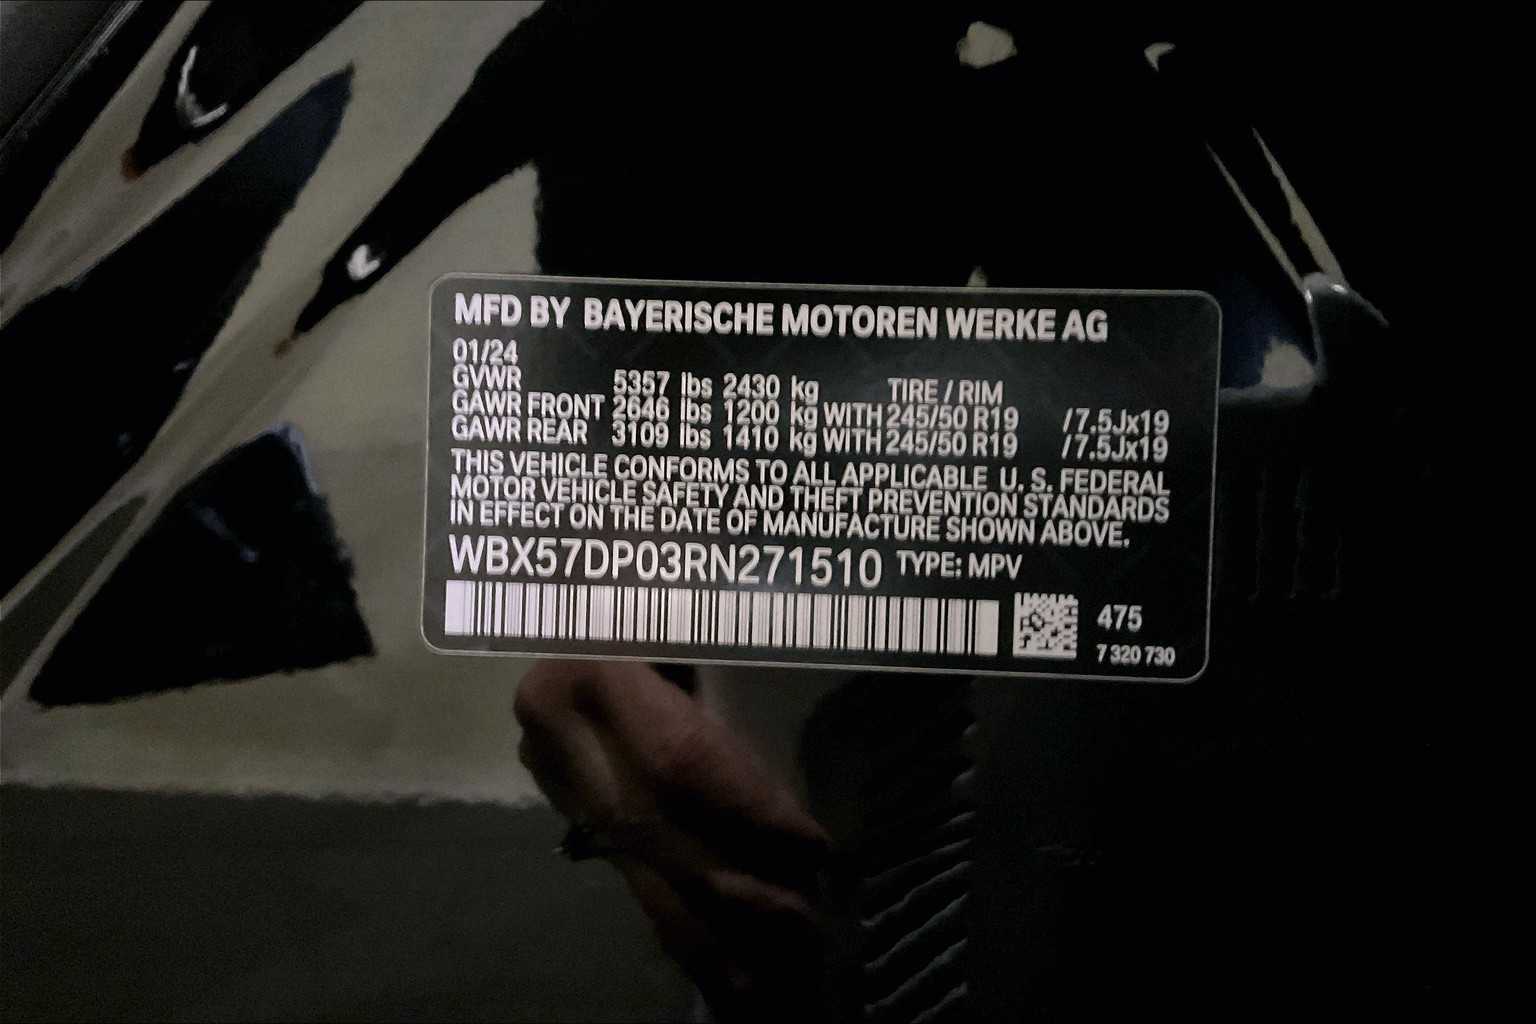 MFD BY BAYERISCHE MOTOREN WERKE AG
01/24
GVWR 5357 lbs 2430 kg TIRE / RIM
GAWR FRONT 2646 lbs 1200 kg WITH 245/50 R19 /7.5Jx19
GAWR REAR 3109 lbs 1410 kg WITH 245/50 R19 /7.5Jx19
THIS VEHICLE CONFORMS TO ALL APPLICABLE U. S. FEDERAL
MOTOR VEHICLE SAFETY AND THEFT PREVENTION STANDARDS
IN EFFECT ON THE DATE OF MANUFACTURE SHOWN ABOVE.
WBX57DP03RN271510 TYPE: MPV
475
7 320 730